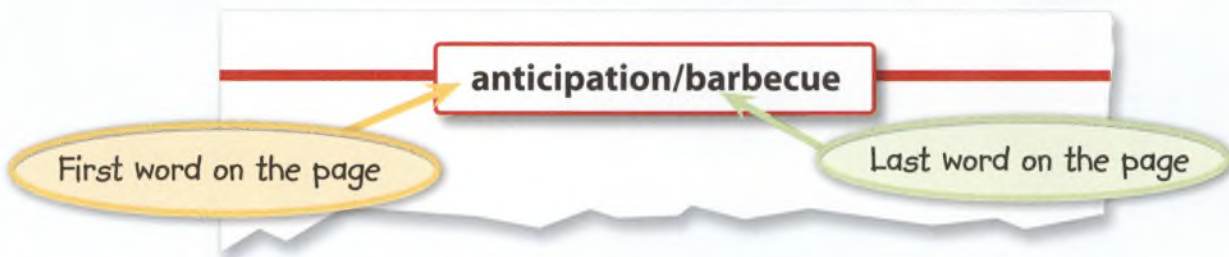 anticipation/barbecue
First word on the page
Last word on the page